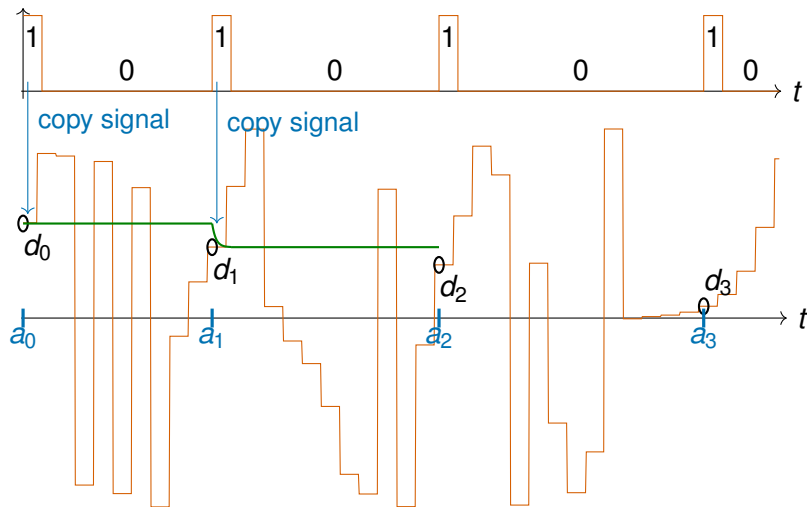 1 1 1 1
0 0 0 0
t
copy signal
copy signal
d0
d1
d2
d3
t
a0 a1 a2 a3